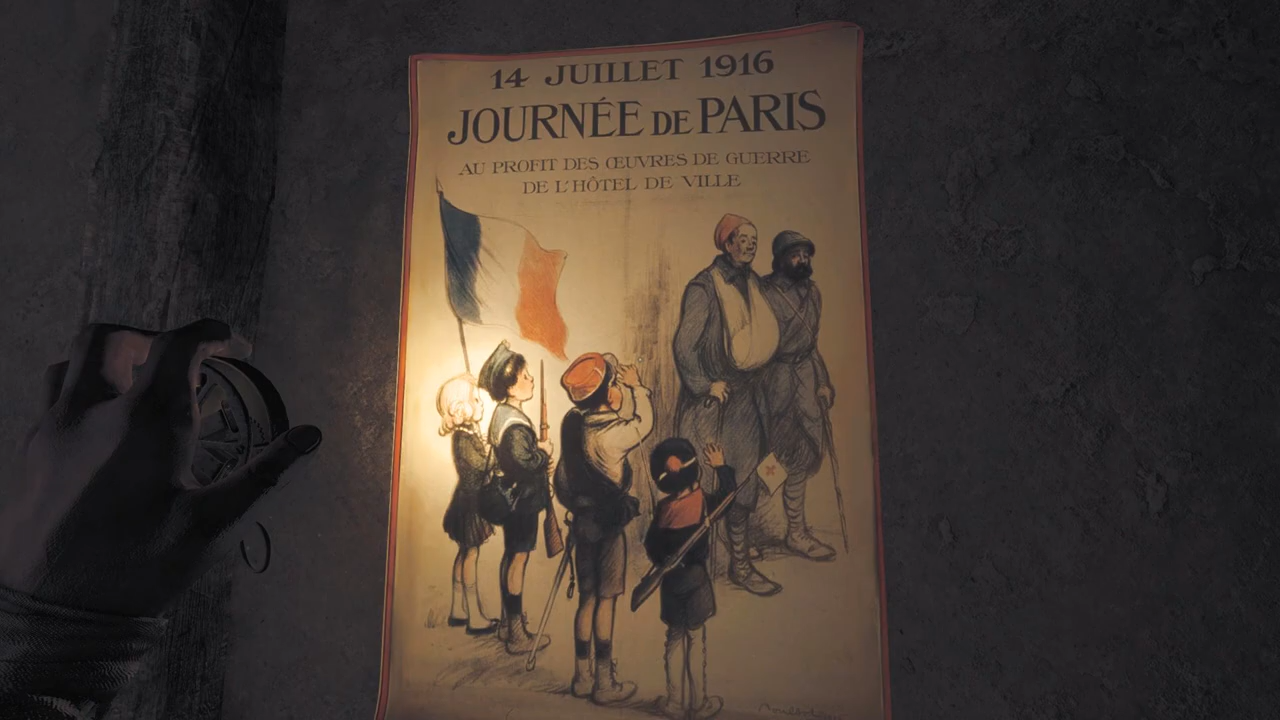 14 JUILLET 1916
JOURNÉE DE PARIS
AU PROFIT DES ŒUVRES DE GUERRE
DE L'HÔTEL DE VILLE